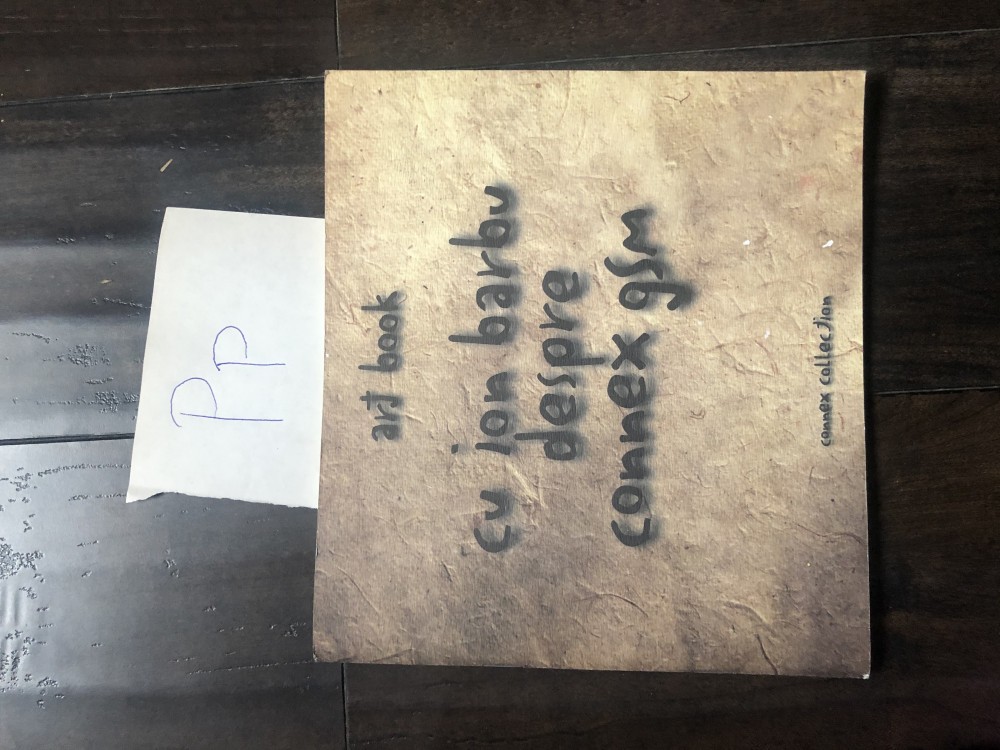 Pp
art book
cu ion barbu
despre
connex gsm
connex collection